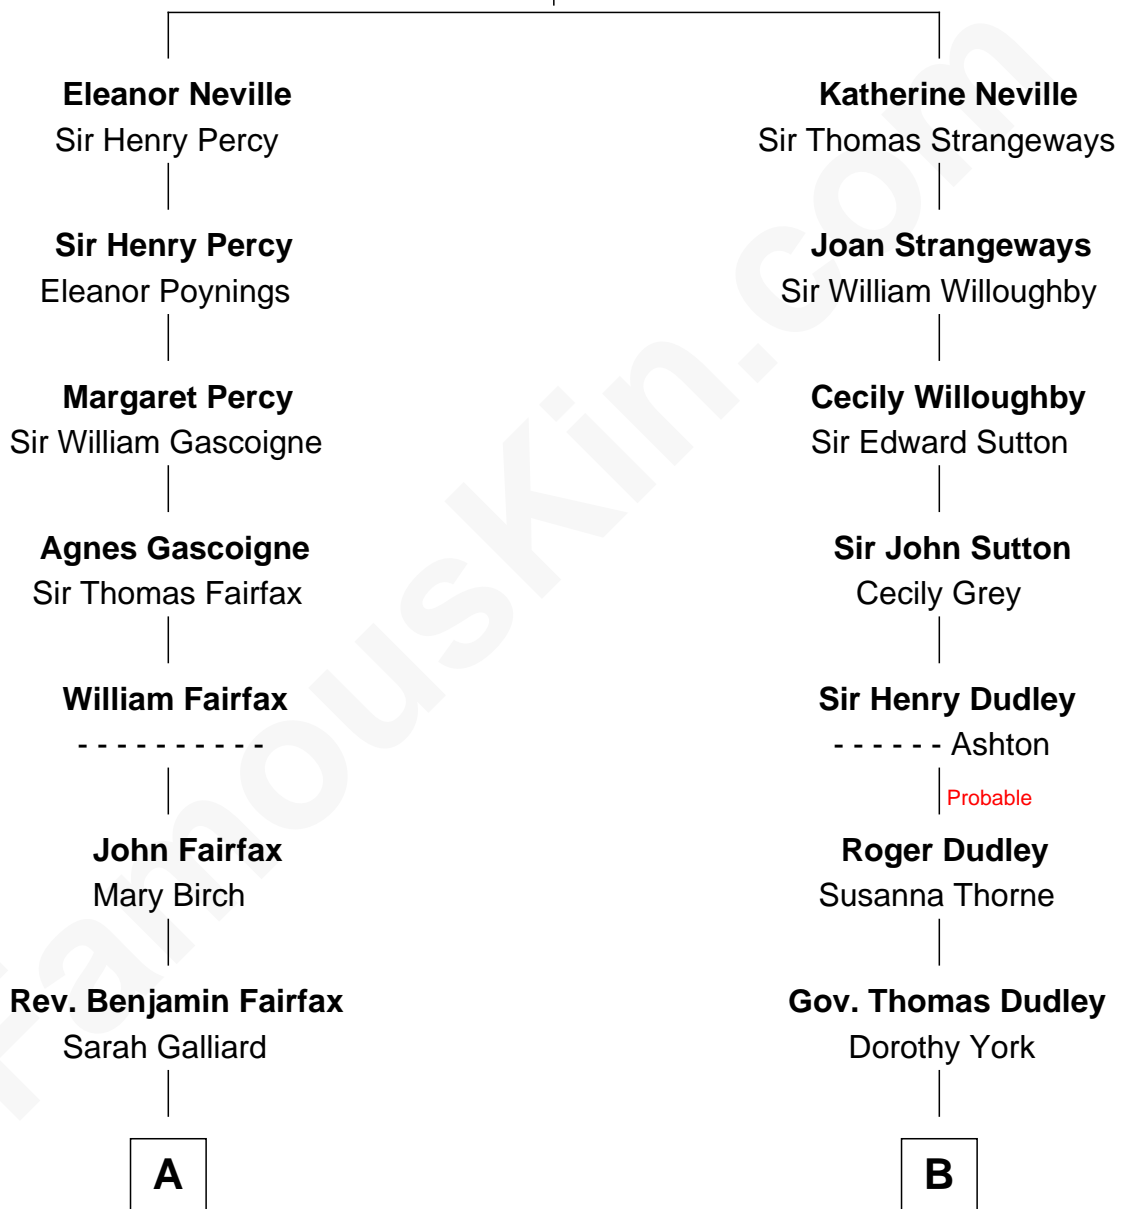 Eleanor Neville
Sir Henry Percy
Sir Henry Percy
Eleanor Poynings
Margaret Percy
Sir William Gascoigne
Agnes Gascoigne
Sir Thomas Fairfax
William Fairfax
- - - - - - - - - -
John Fairfax
Mary Birch
Rev. Benjamin Fairfax
Sarah Galliard
A
Katherine Neville
Sir Thomas Strangeways
Joan Strangeways
Sir William Willoughby
Cecily Willoughby
Sir Edward Sutton
Sir John Sutton
Cecily Grey
Sir Henry Dudley
- - - - - - Ashton
Probable
Roger Dudley
Susanna Thorne
Gov. Thomas Dudley
Dorothy York
B
FamousKin.com